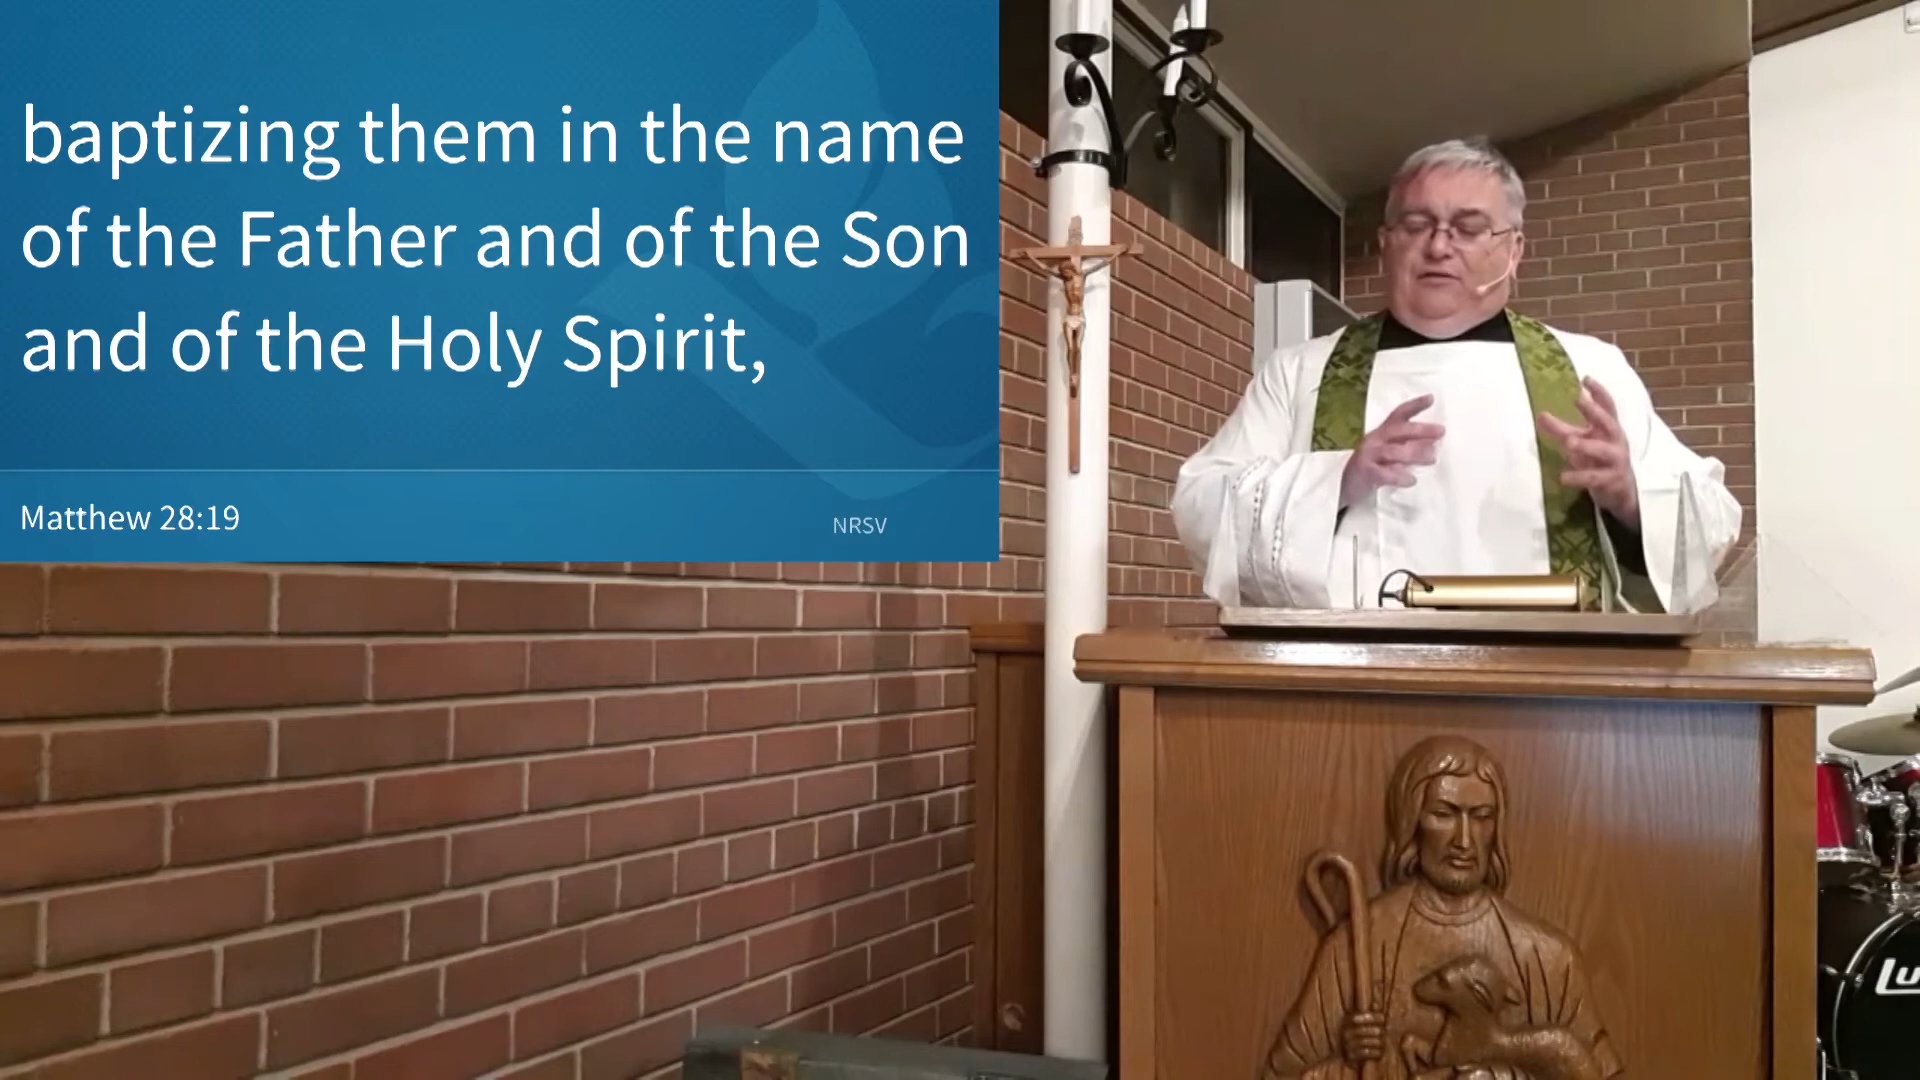 baptizing them in the name
of the Father and of the Son
and of the Holy Spirit,
Matthew 28:19
NRSV